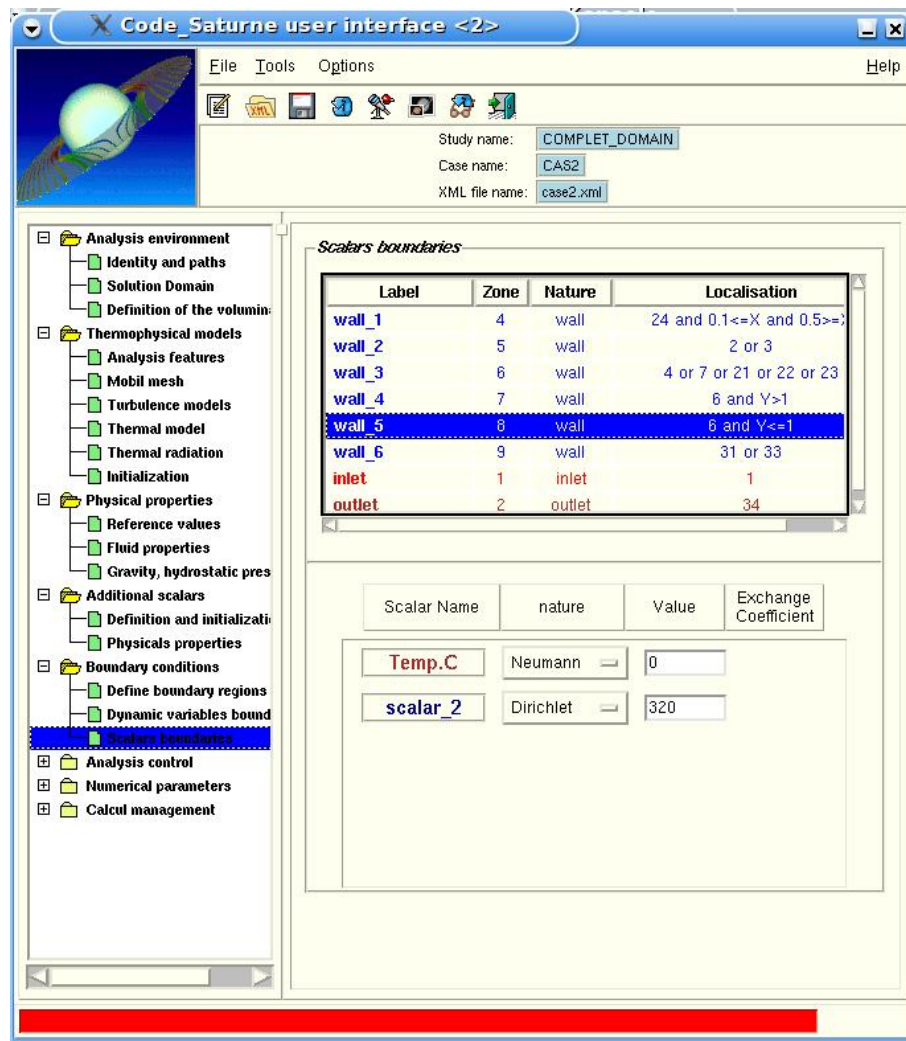 Code_Saturne user interface <2>
File Tools Options Help
Study name: COMPLET_DOMAIN
Case name: CAS2
XML file name: case2.xml
Analysis environment
Identity and paths
Solution Domain
Definition of the volumin
Thermophysical models
Analysis features
Mobil mesh
Turbulence models
Thermal model
Thermal radiation
Initialization
Physical properties
Reference values
Fluid properties
Gravity, hydrostatic pres
Additional scalars
Definition and initializati
Physicals properties
Boundary conditions
Define boundary regions
Dynamic variables bound
Scalars boundaries
Analysis control
Numerical parameters
Calcul management
Scalars boundaries
Label Zone Nature Localisation
wall_1 4 wall 24 and 0.1<=X and 0.5>=
wall_2 5 wall 2 or 3
wall_3 6 wall 4 or 7 or 21 or 22 or 23
wall_4 7 wall 6 and Y>1
wall_5 8 wall 6 and Y<=1
wall_6 9 wall 31 or 33
inlet 1 inlet 1
outlet 2 outlet 34
Scalar Name nature Value Exchange
Coefficient
Temp.C Neumann 0
scalar_2 Dirichlet 320